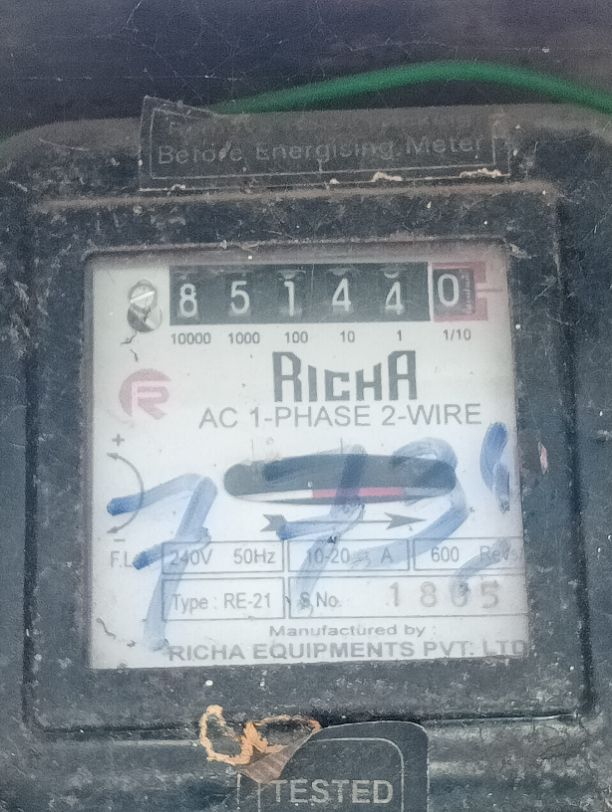 Before Energising Meter
8 5 1 4 4 0
10000 1000 100 10 1 1/10
RICHA
R
AC 1-PHASE 2-WIRE
+
-
240V 50Hz 10-20 A 600
Type : RE-21 S No. 1805
Manufactured by :
RICHA EQUIPMENTS PVT. LTD
TESTED